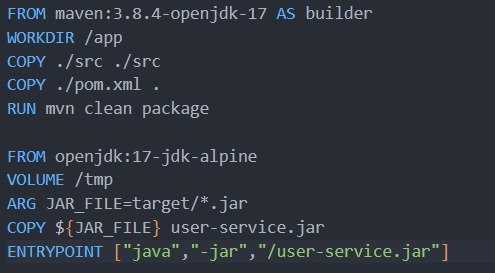 FROM maven:3.8.4-openjdk-17 AS builder
WORKDIR /app
COPY ./src ./src
COPY ./pom.xml .
RUN mvn clean package

FROM openjdk:17-jdk-alpine
VOLUME /tmp
ARG JAR_FILE=target/*.jar
COPY ${JAR_FILE} user-service.jar
ENTRYPOINT ["java","-jar","/user-service.jar"]